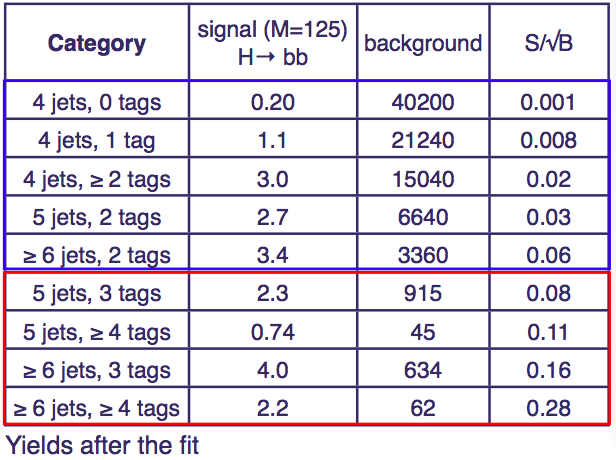 Category signal (M=125) H→ bb background S/√B
4 jets, 0 tags 0.20 40200 0.001
4 jets, 1 tag 1.1 21240 0.008
4 jets, ≥ 2 tags 3.0 15040 0.02
5 jets, 2 tags 2.7 6640 0.03
≥ 6 jets, 2 tags 3.4 3360 0.06
5 jets, 3 tags 2.3 915 0.08
5 jets, ≥ 4 tags 0.74 45 0.11
≥ 6 jets, 3 tags 4.0 634 0.16
≥ 6 jets, ≥ 4 tags 2.2 62 0.28
Yields after the fit